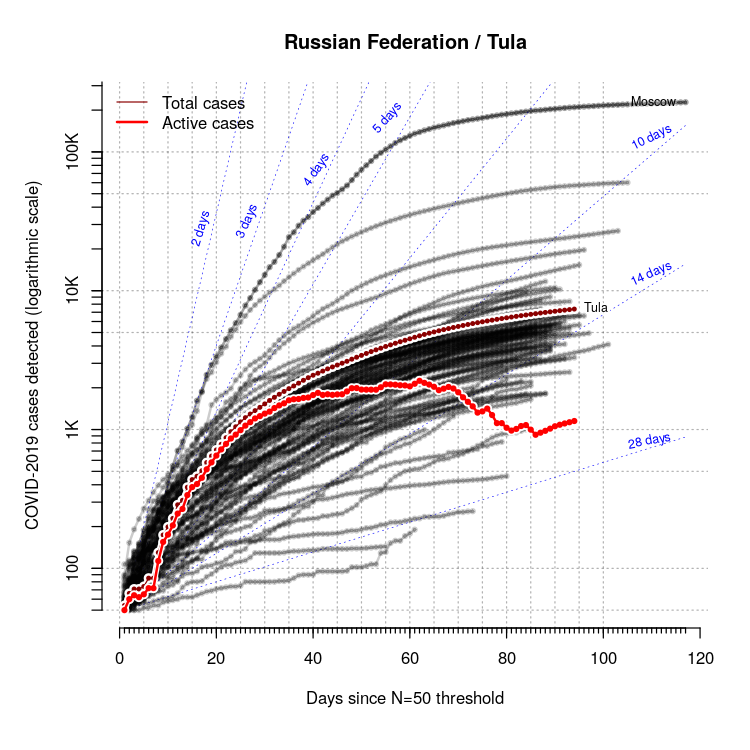 Russian Federation / Tula
Total cases
Active cases
Moscow
Tula
2 days
3 days
4 days
5 days
10 days
14 days
28 days
COVID-2019 cases detected (logarithmic scale)
100K
10K
1K
100
0 20 40 60 80 100 120
Days since N=50 threshold